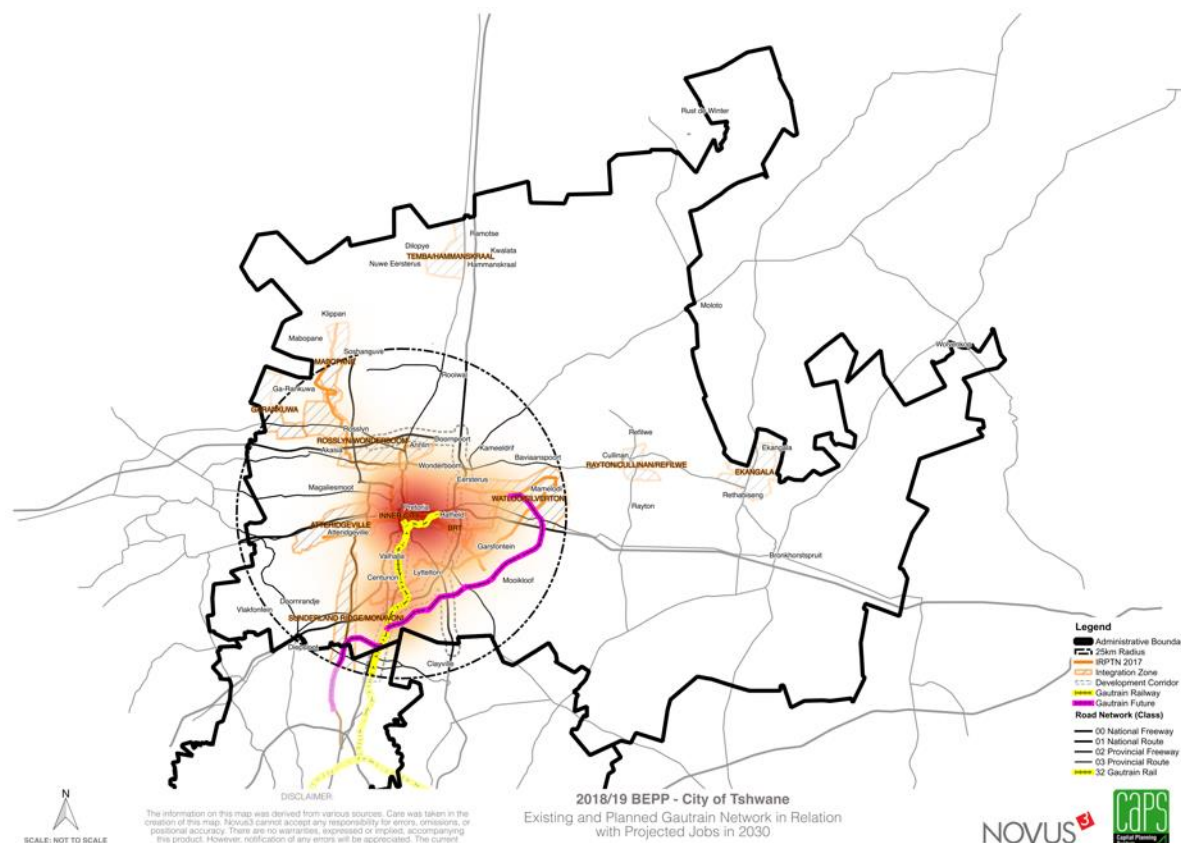 Rust de Winter
Ramotse
Dilopye
Kwalata
TEMBA/HAMMANSKRAAL
Nuwe Eersterus
Hammanskraal
Moloto
Klippan
Mabopane
Soshanguve
MABOPANE
Rooiwal
Ga-Rankuwa
GARANKUWA
Rosslyn
ROSSLYN/WONDERBOOM
Akasia
Annlin
Doornpoort
Kameeldrif
Baviaanspoort
Wonderboom
Eersterus
Refilwe
Cullinan
RAYTON/CULLINAN/REFILWE
Ekangala
EKANGALA
Rethabiseng
Rayton
Magaliesmoot
Mamelodi
WATLOO/SILVERTON
Pretoria
INNER CITY
Hatfield
BRT
ATTERIDGEVILLE
Atteridgeville
Garsfontein
Valhalla
Centurion
Lyttelton
Mooikloof
Bronkhorstspruit
Doornrandje
Vlakfontein
SUNDERLAND RIDGE/MONAVONI
Diepsloot
Clayville
Legend
Administrative Bounda
25km Radius
IRPTN 2017
Integration Zone
Development Corridor
Gautrain Railway
Gautrain Future
Road Network (Class)
00 National Freeway
01 National Route
02 Provincial Freeway
03 Provincial Route
32 Gautrain Rail
N
SCALE: NOT TO SCALE
DISCLAIMER:
The information on this map was derived from various sources. Care was taken in the
creation of this map. Novus3 cannot accept any responsibility for errors, omissions, or
positional accuracy. There are no warranties, expressed or implied, accompanying
this product. However, notification of any errors will be appreciated. The current
2018/19 BEPP - City of Tshwane
Existing and Planned Gautrain Network in Relation
with Projected Jobs in 2030
NOVUS3
CAPS
Capital Planning